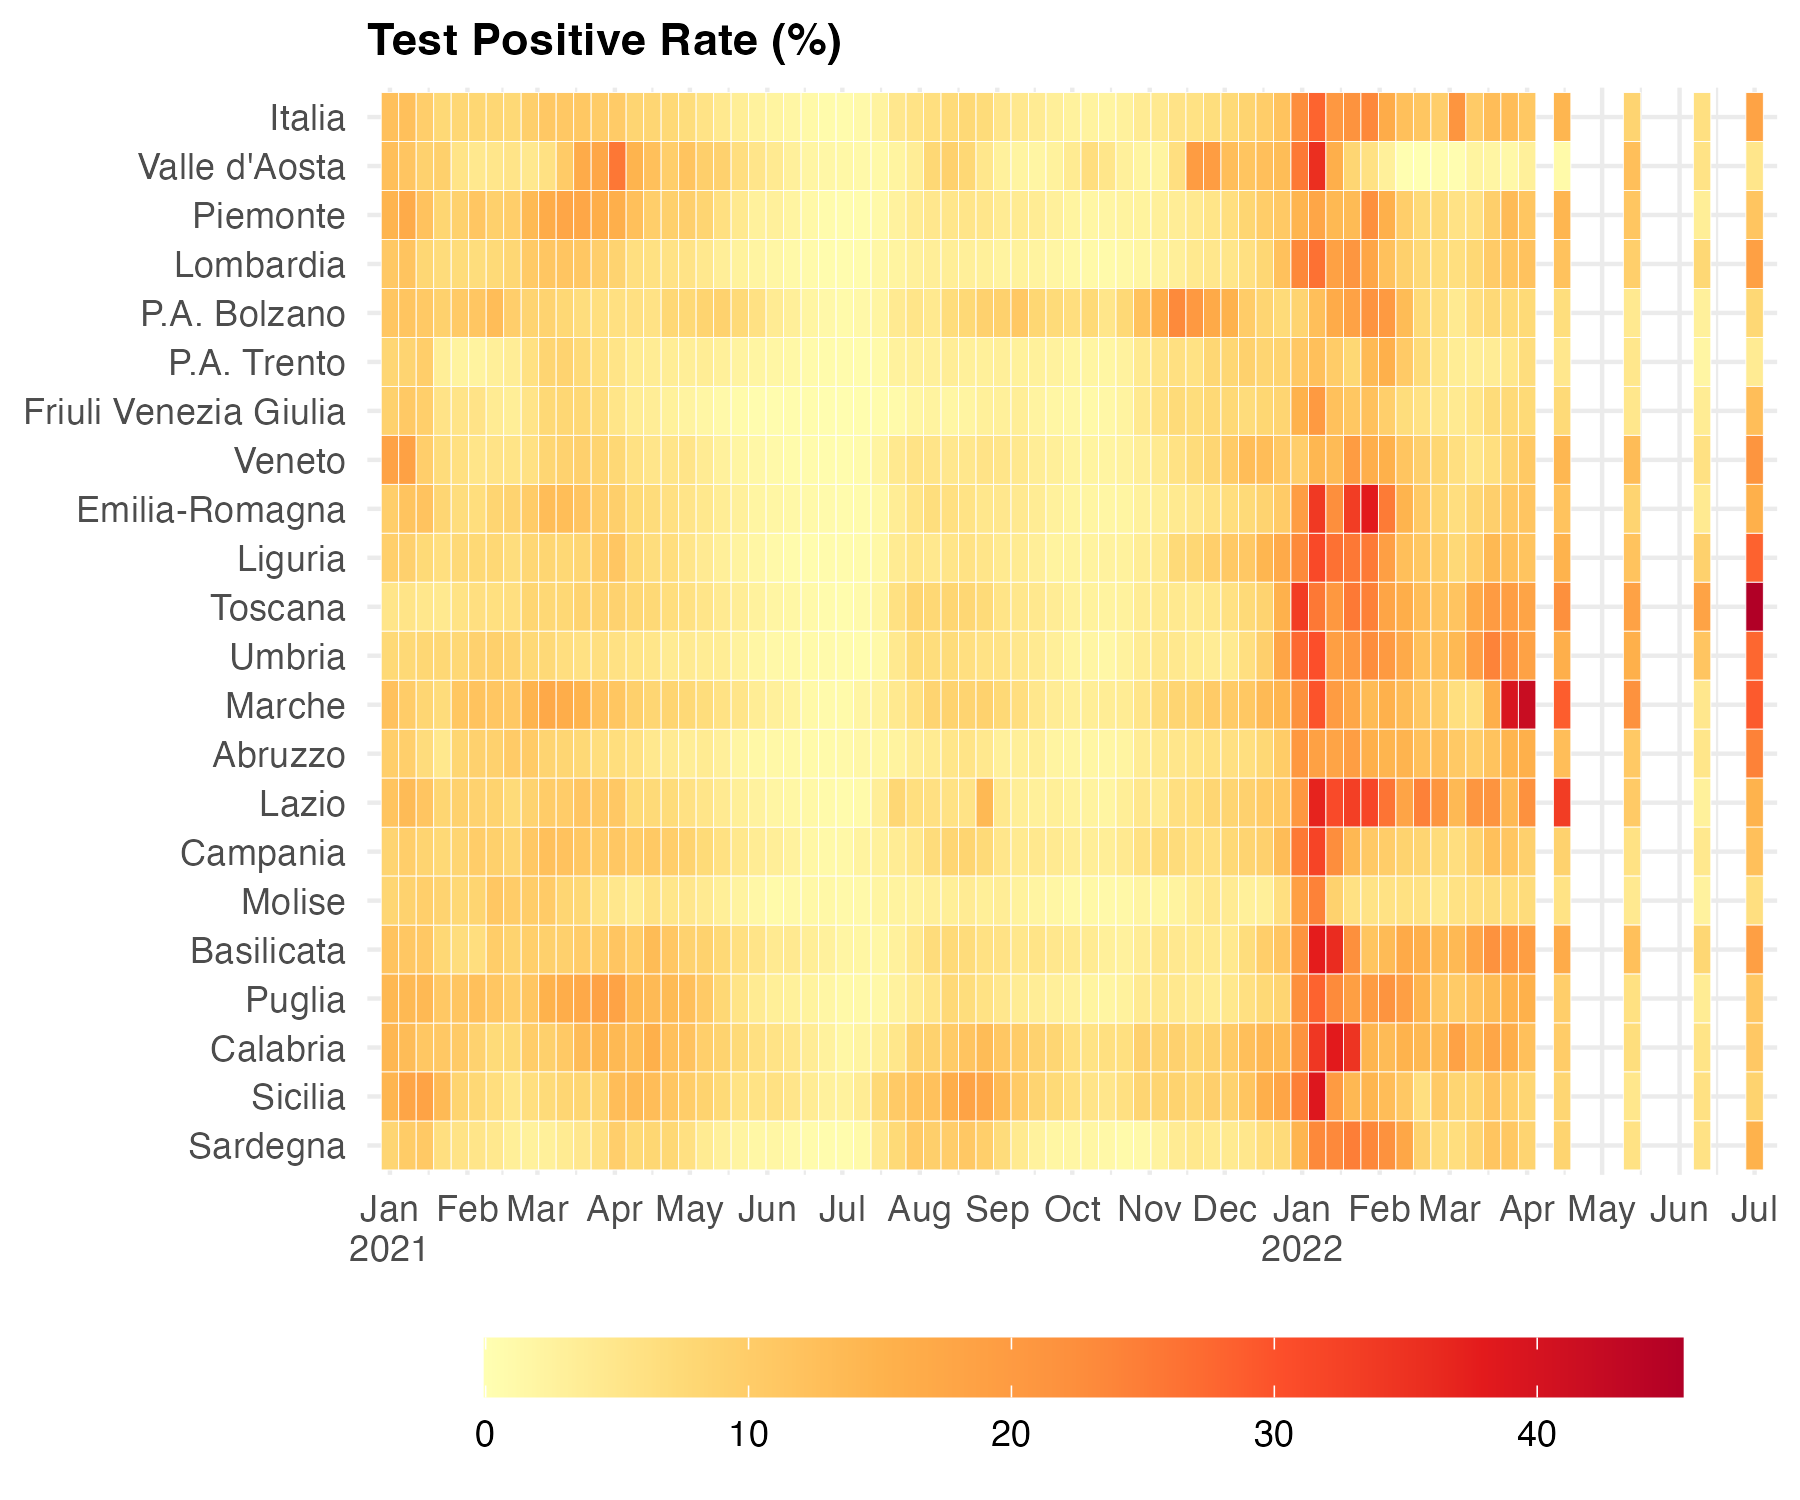 Test Positive Rate (%)
Italia
Valle d'Aosta
Piemonte
Lombardia
P.A. Bolzano
P.A. Trento
Friuli Venezia Giulia
Veneto
Emilia-Romagna
Liguria
Toscana
Umbria
Marche
Abruzzo
Lazio
Campania
Molise
Basilicata
Puglia
Calabria
Sicilia
Sardegna
Jan Feb Mar Apr May Jun Jul Aug Sep Oct Nov Dec Jan Feb Mar Apr May Jun Jul
2021 2022
0 10 20 30 40